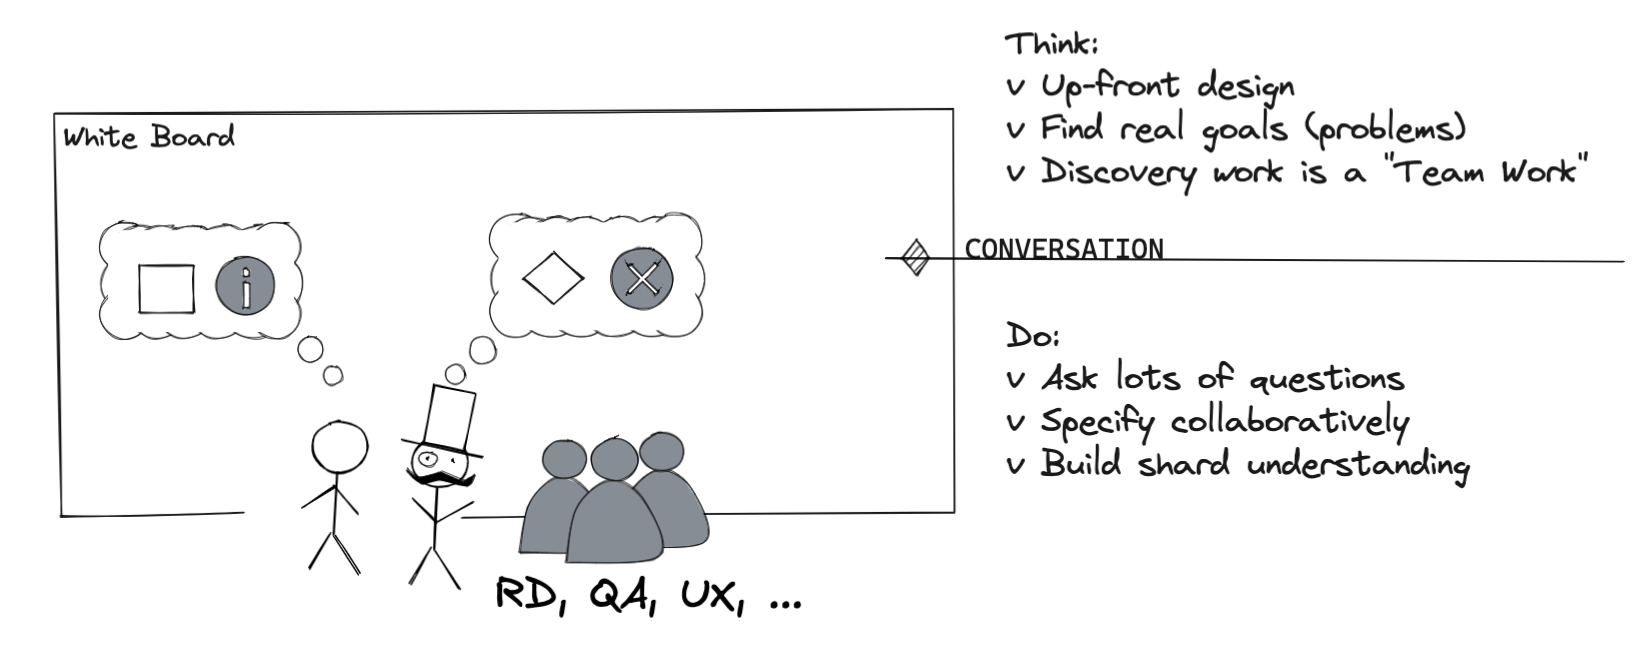 White Board
RD, QA, UX, ...
Think:
v Up-front design
v Find real goals (problems)
v Discovery work is a "Team Work"
CONVERSATION
Do:
v Ask lots of questions
v Specify collaboratively
v Build shard understanding